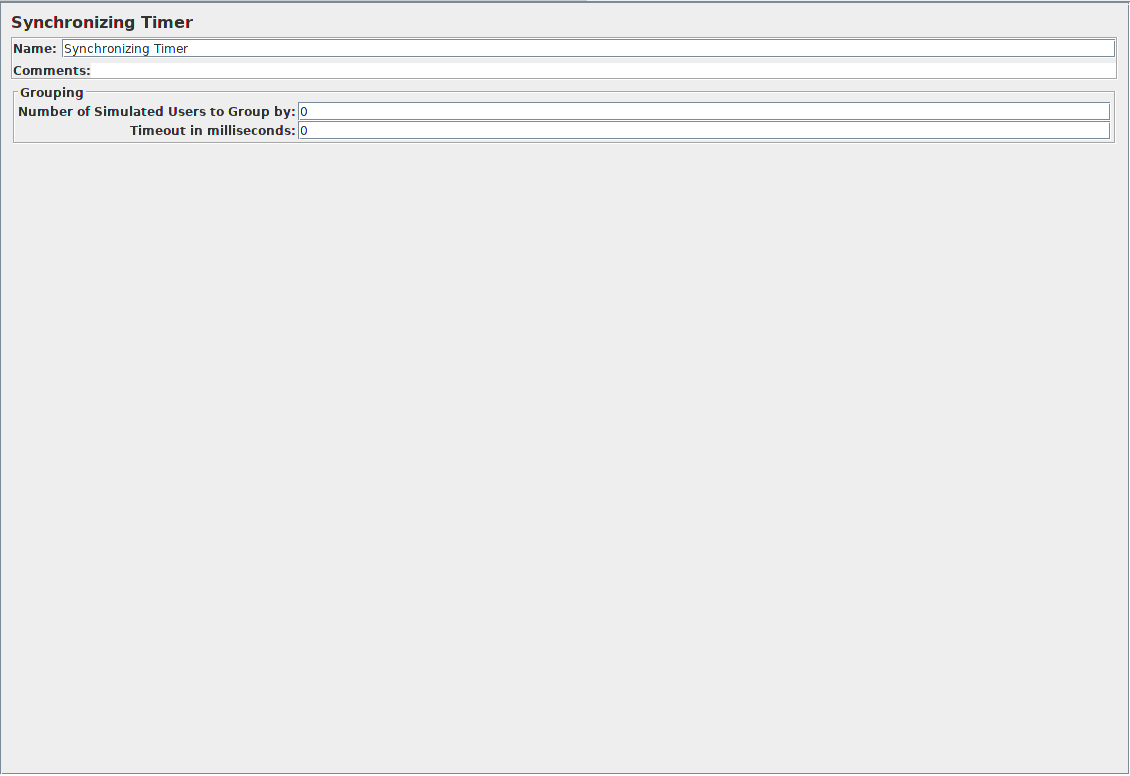 Synchronizing Timer
Name: Synchronizing Timer
Comments:
Grouping
Number of Simulated Users to Group by: 0
Timeout in milliseconds: 0